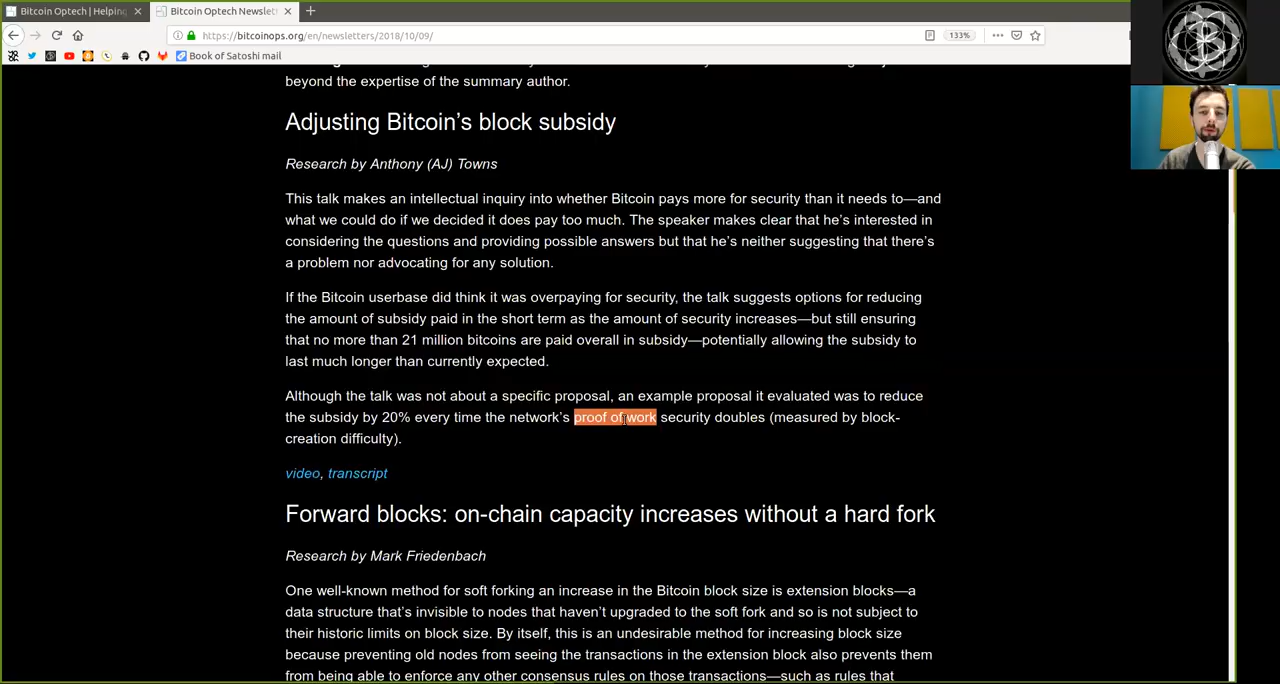 Bitcoin Optech | Helping
Bitcoin Optech Newslett
https://bitcoinops.org/en/newsletters/2018/10/09/
133%
Book of Satoshi mail
beyond the expertise of the summary author.
Adjusting Bitcoin's block subsidy
Research by Anthony (AJ) Towns
This talk makes an intellectual inquiry into whether Bitcoin pays more for security than it needs to—and
what we could do if we decided it does pay too much. The speaker makes clear that he's interested in
considering the questions and providing possible answers but that he's neither suggesting that there's
a problem nor advocating for any solution.
If the Bitcoin userbase did think it was overpaying for security, the talk suggests options for reducing
the amount of subsidy paid in the short term as the amount of security increases—but still ensuring
that no more than 21 million bitcoins are paid overall in subsidy—potentially allowing the subsidy to
last much longer than currently expected.
Although the talk was not about a specific proposal, an example proposal it evaluated was to reduce
the subsidy by 20% every time the network's proof of work security doubles (measured by block-
creation difficulty).
video, transcript
Forward blocks: on-chain capacity increases without a hard fork
Research by Mark Friedenbach
One well-known method for soft forking an increase in the Bitcoin block size is extension blocks—a
data structure that's invisible to nodes that haven't upgraded to the soft fork and so is not subject to
their historic limits on block size. By itself, this is an undesirable method for increasing block size
because preventing old nodes from seeing the transactions in the extension block also prevents them
from being able to enforce any other consensus rules on those transactions—such as rules that